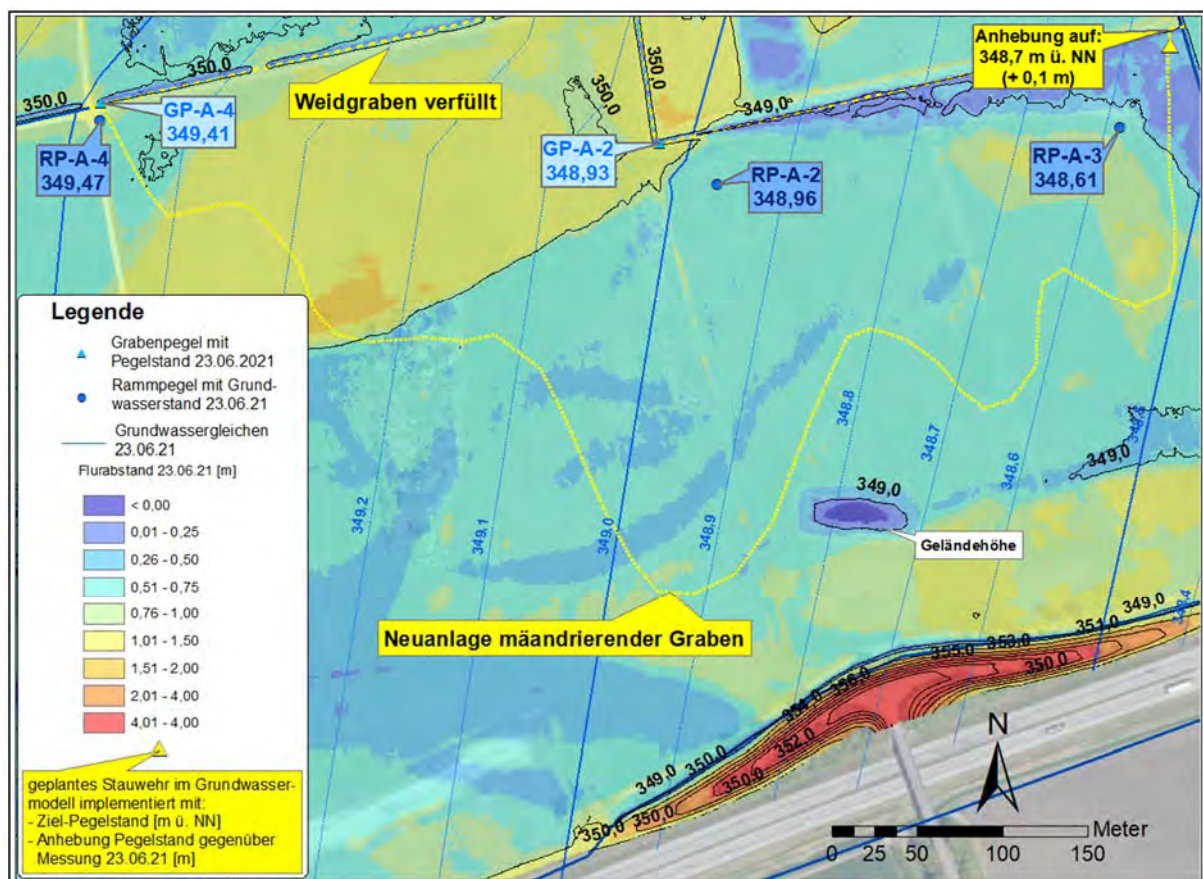 Anhebung auf:
348,7 m ü. NN
(+ 0,1 m)
350,0
350,0
350,0
350,0
349,0
Weidgraben verfüllt
GP-A-4
349,41
RP-A-4
349,47
GP-A-2
348,93
RP-A-2
348,96
RP-A-3
348,61
Legende
Grabenpegel mit
Pegelstand 23.06.2021
Rammpegel mit Grund-
wasserstand 23.06.21
Grundwassergleichen
23.06.21
Flurabstand 23.06.21 [m]
< 0,00
0,01 - 0,25
0,26 - 0,50
0,51 - 0,75
0,76 - 1,00
1,01 - 1,50
1,51 - 2,00
2,01 - 4,00
4,01 - 4,00
geplantes Stauwehr im Grundwasser-
modell implementiert mit:
- Ziel-Pegelstand [m ü. NN]
- Anhebung Pegelstand gegenüber
Messung 23.06.21 [m]
349.2
349.1
349.0
348.9
348.8
348.7
348.6
348.4
349,0
349,0
Geländehöhe
Neuanlage mäandrierender Graben
349,0
350,0
354,0
356,0
355,0
353,0
351,0
349,0
350,0
352,0
350,0
350,0
350,0
350,0
N
Meter
0 25 50 100 150